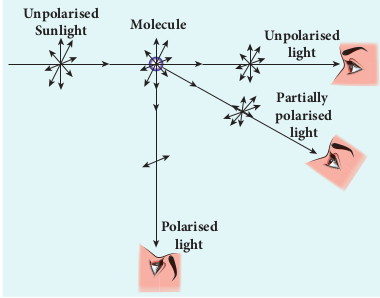 Unpolarised
Sunlight
Molecule
Unpolarised
light
Partially
polarised
light
Polarised
light